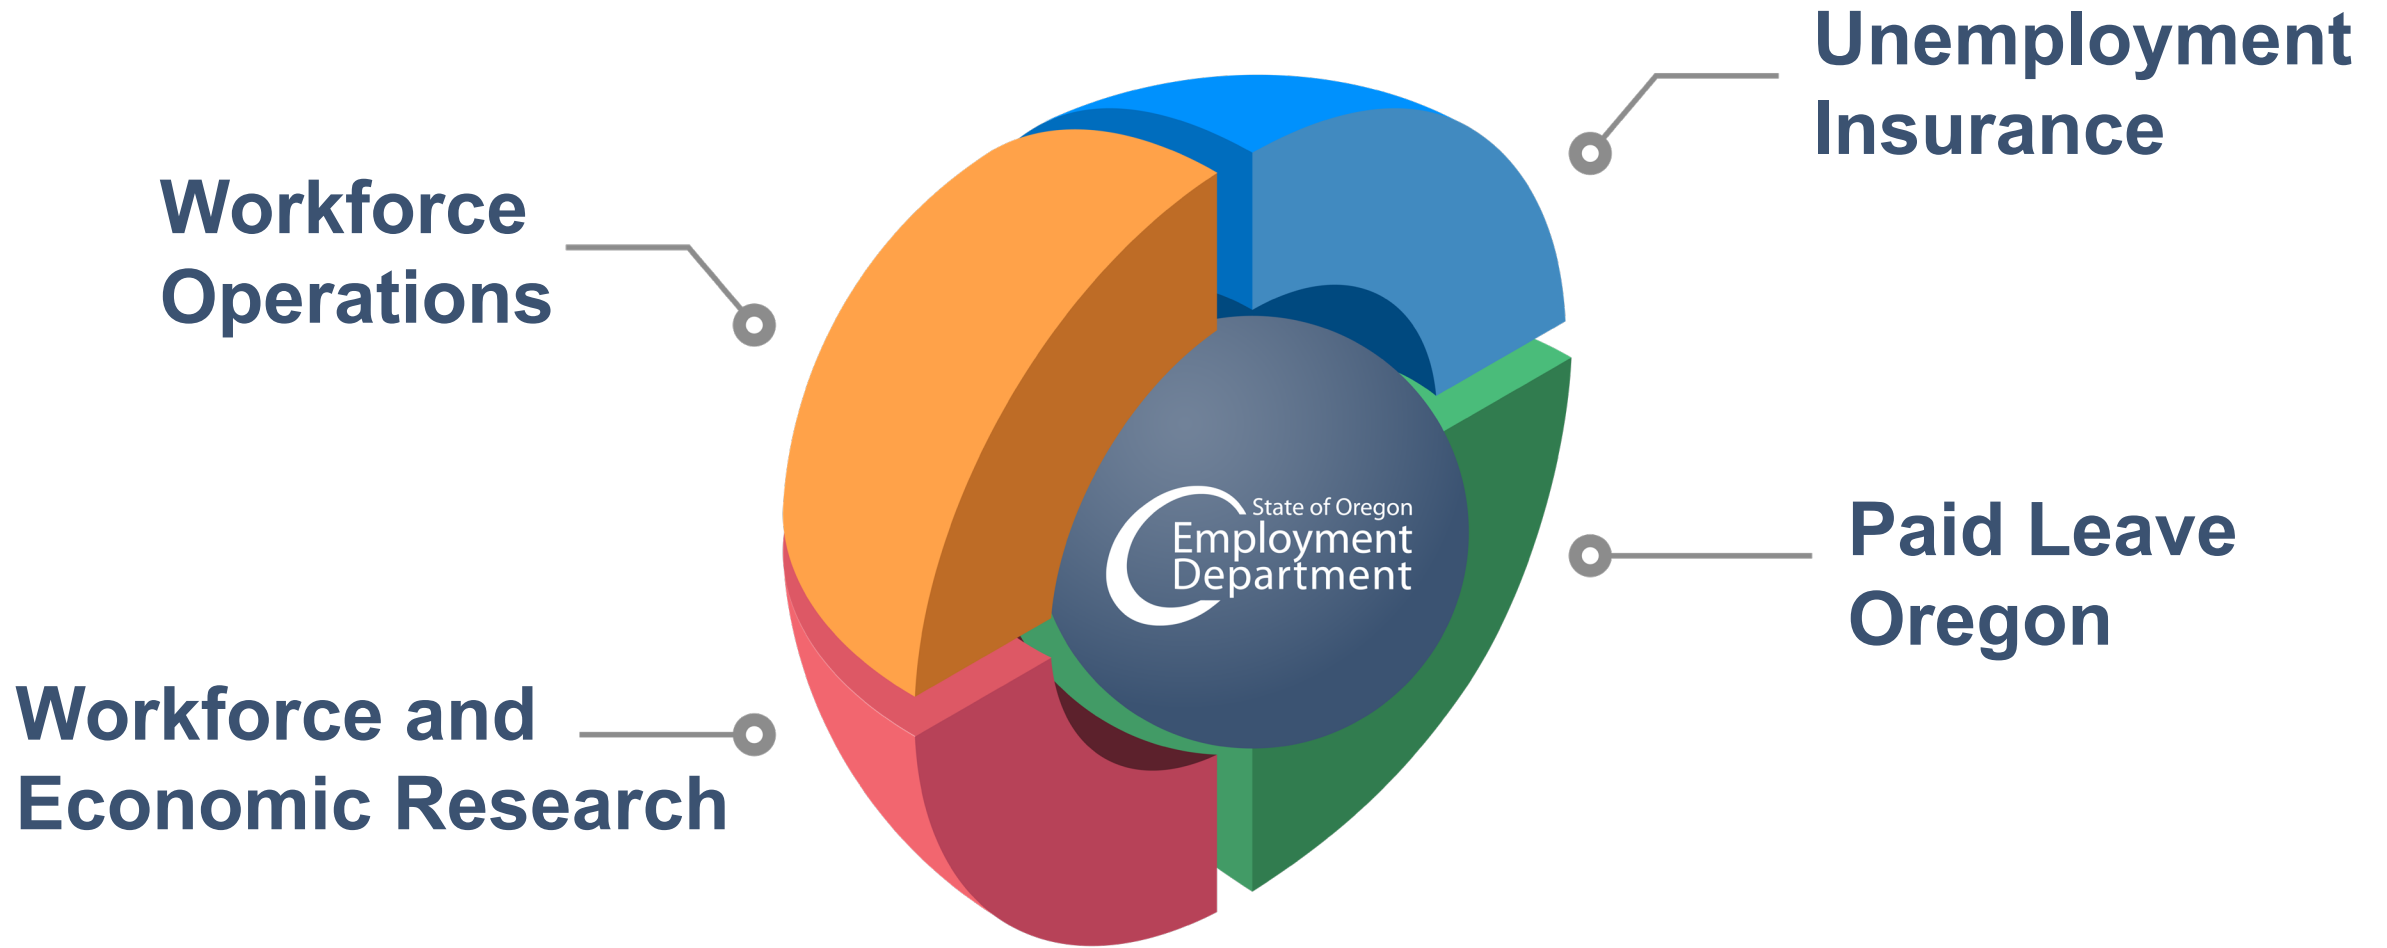 Unemployment
Insurance
Workforce
Operations
State of Oregon
Employment
Department
Paid Leave
Oregon
Workforce and
Economic Research